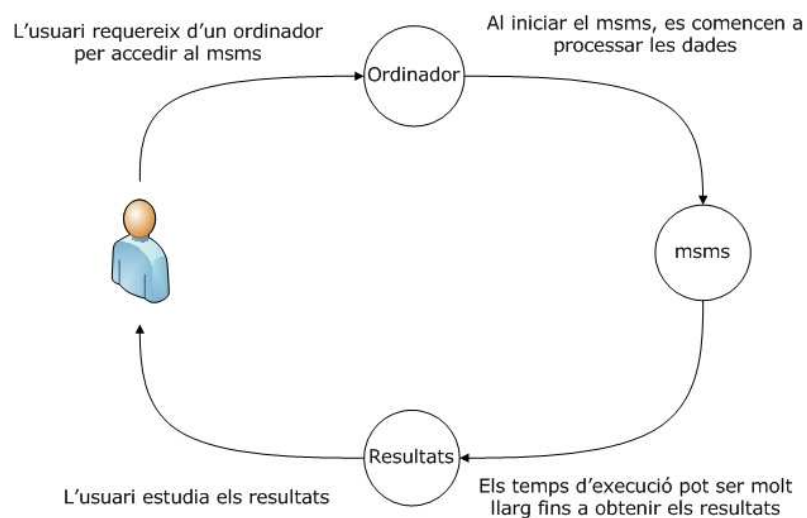 L'usuari requereix d'un ordinador
per accedir al msms
Ordinador
Al iniciar el msms, es comencen a
processar les dades
msms
Els temps d'execució pot ser molt
llarg fins a obtenir els resultats
Resultats
L'usuari estudia els resultats